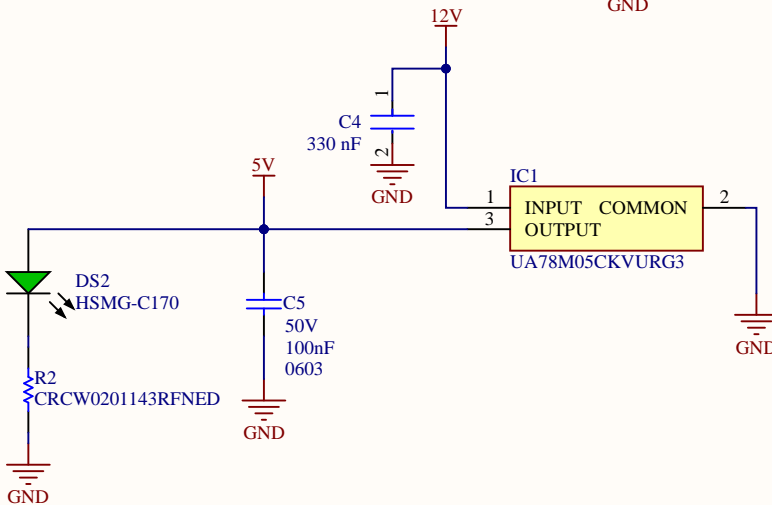 GND
12V
1
C4
330 nF
2
GND
5V
IC1
1
INPUT COMMON
2
3
OUTPUT
UA78M05CKVURG3
DS2
HSMG-C170
C5
50V
100nF
0603
GND
R2
CRCW0201143RFNED
GND
GND